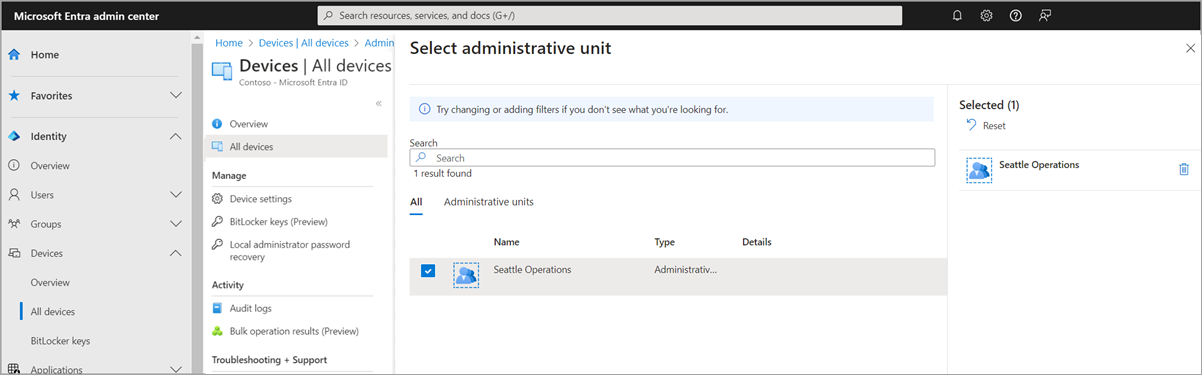 Microsoft Entra admin center
Search resources, services, and docs (G+/)
Home
Favorites
Identity
Overview
Users
Groups
Devices
Overview
All devices
BitLocker keys
Applications
Home > Devices | All devices > Admin
Devices | All devices
Contoso - Microsoft Entra ID
«
Overview
All devices
Manage
Device settings
BitLocker keys (Preview)
Local administrator password
recovery
Activity
Audit logs
Bulk operation results (Preview)
Troubleshooting + Support
Select administrative unit
Try changing or adding filters if you don't see what you're looking for.
Search
Search
1 result found
All Administrative units
Name Type Details
Seattle Operations Administrativ...
Selected (1)
Reset
Seattle Operations